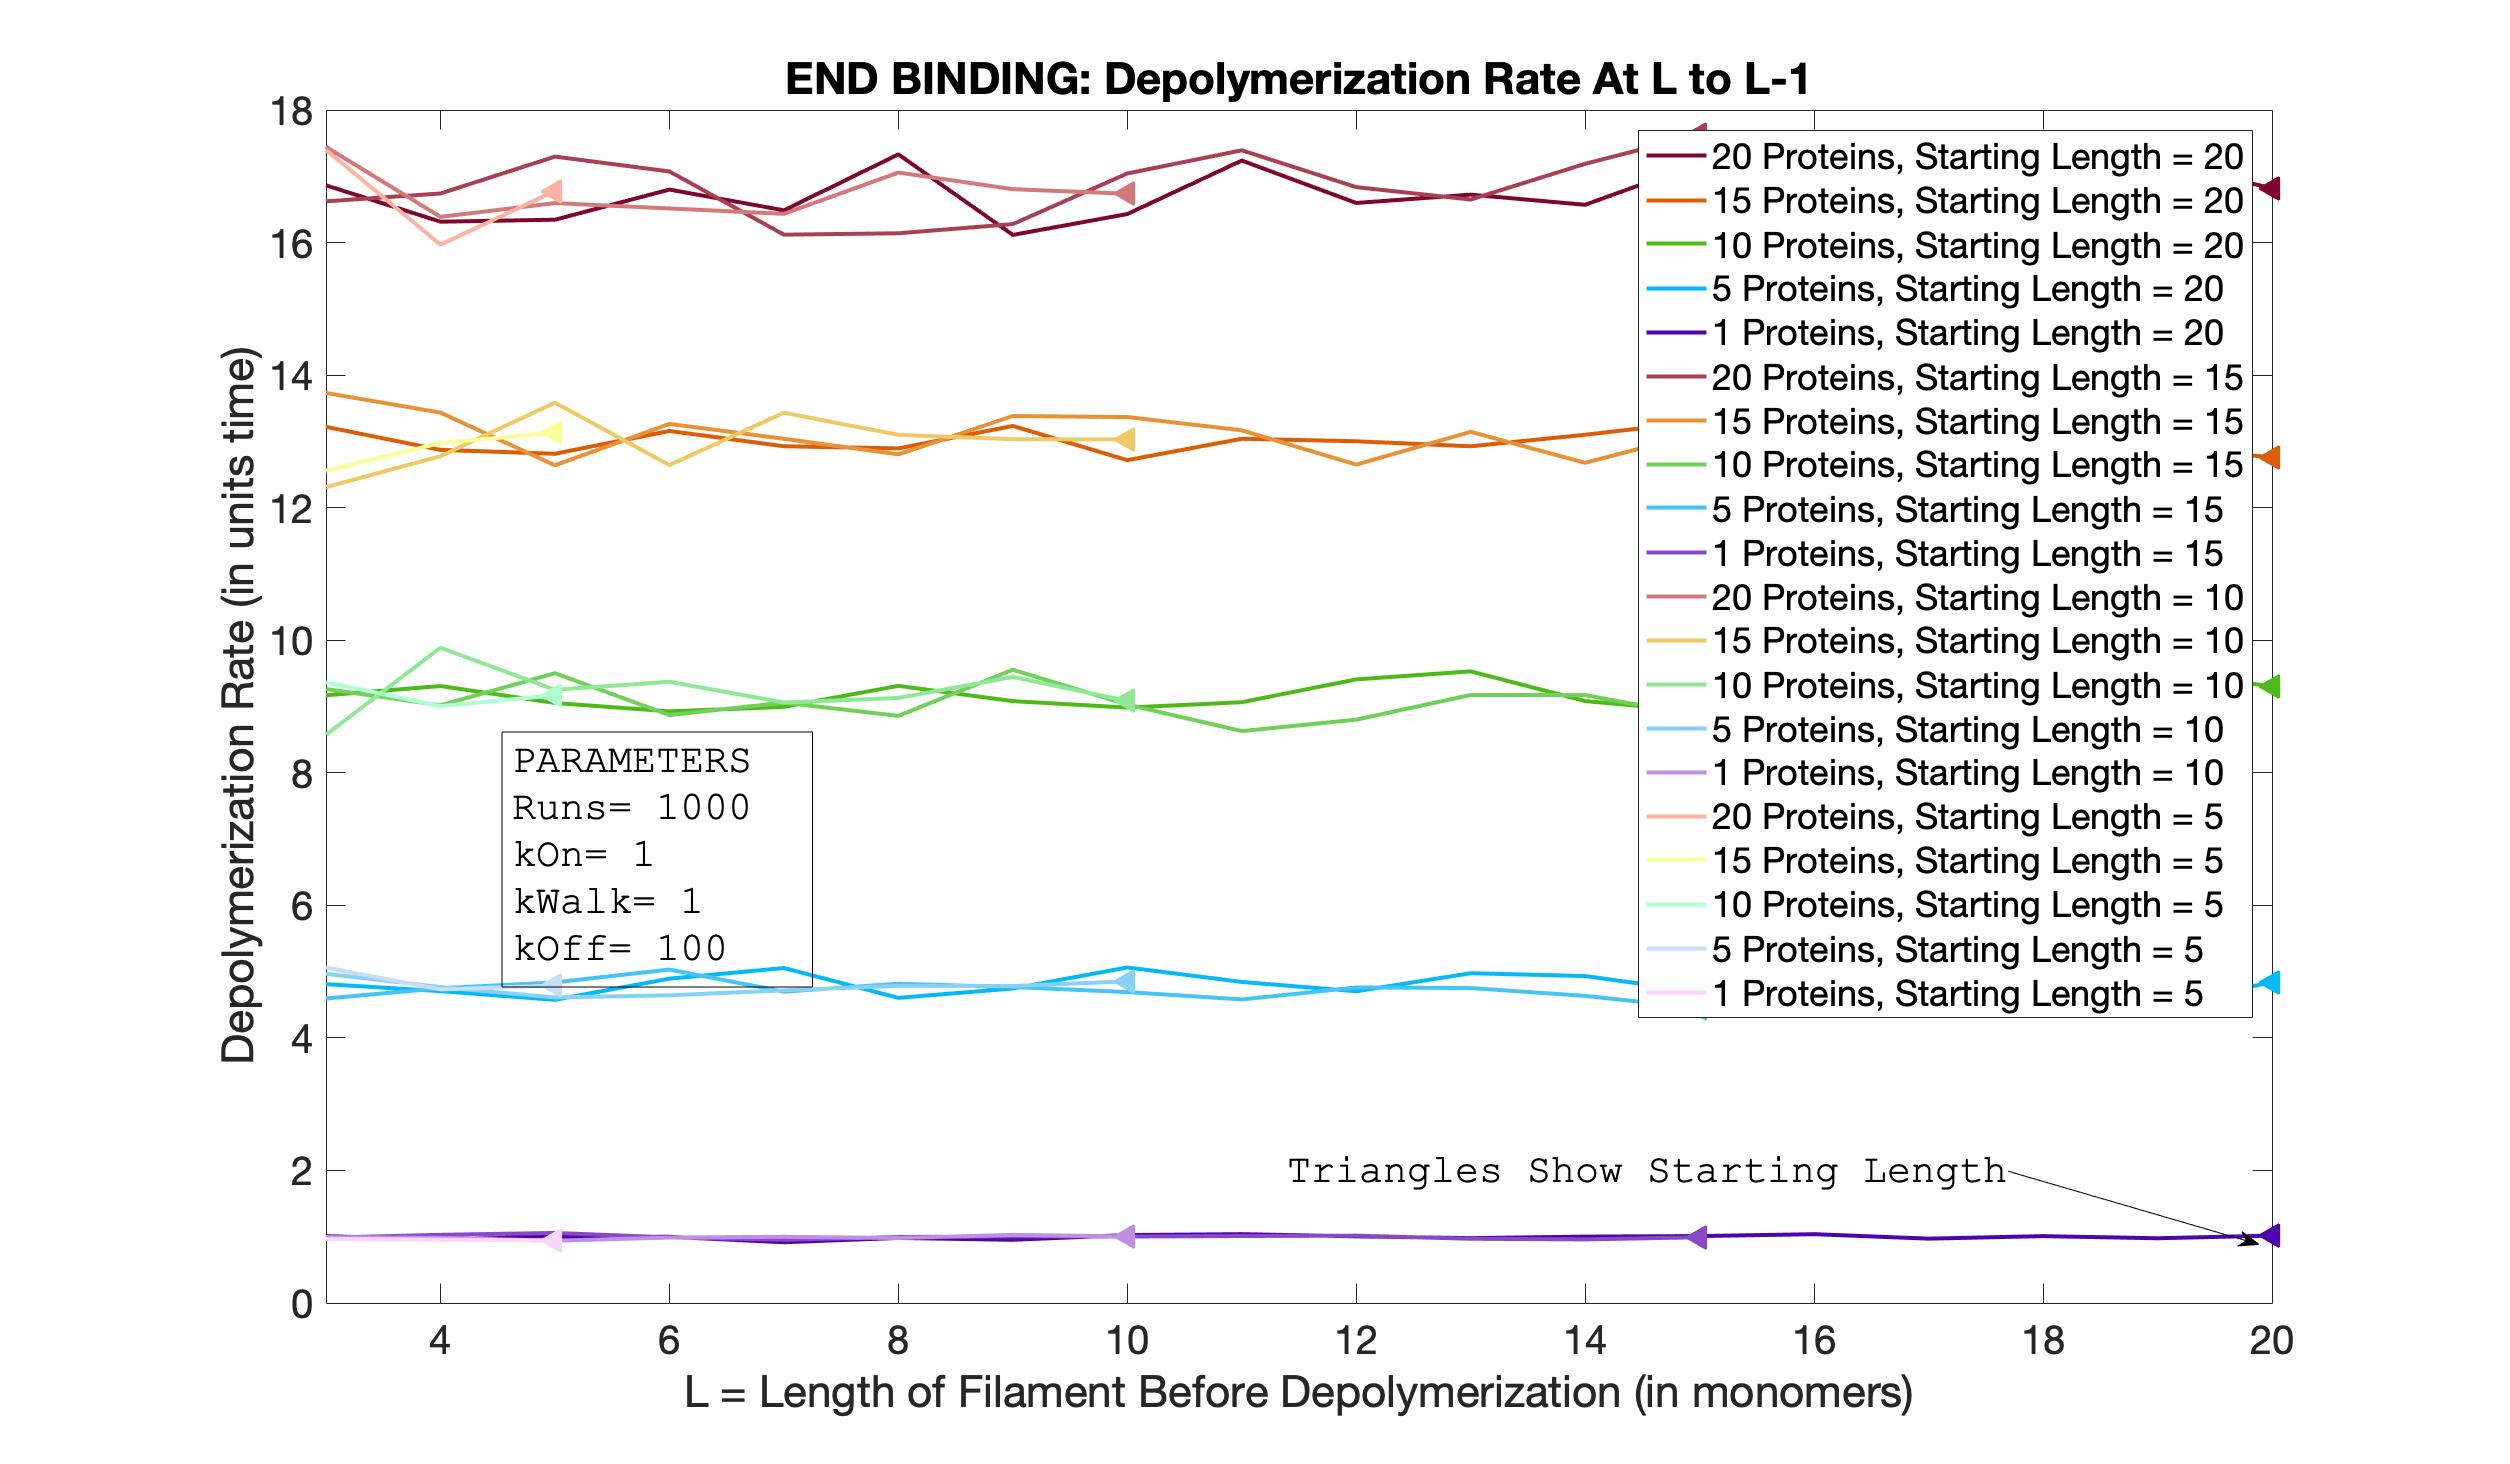 END BINDING: Depolymerization Rate At L to L-1
18
16
14
12
10
8
6
4
2
0
Depolymerization Rate (in units time)
20 Proteins, Starting Length = 20
15 Proteins, Starting Length = 20
10 Proteins, Starting Length = 20
5 Proteins, Starting Length = 20
1 Proteins, Starting Length = 20
20 Proteins, Starting Length = 15
15 Proteins, Starting Length = 15
10 Proteins, Starting Length = 15
5 Proteins, Starting Length = 15
1 Proteins, Starting Length = 15
20 Proteins, Starting Length = 10
15 Proteins, Starting Length = 10
10 Proteins, Starting Length = 10
5 Proteins, Starting Length = 10
1 Proteins, Starting Length = 10
20 Proteins, Starting Length = 5
15 Proteins, Starting Length = 5
10 Proteins, Starting Length = 5
5 Proteins, Starting Length = 5
1 Proteins, Starting Length = 5
PARAMETERS
Runs= 1000
kOn= 1
kWalk= 1
kOff= 100
Triangles Show Starting Length
4 6 8 10 12 14 16 18 20
L = Length of Filament Before Depolymerization (in monomers)